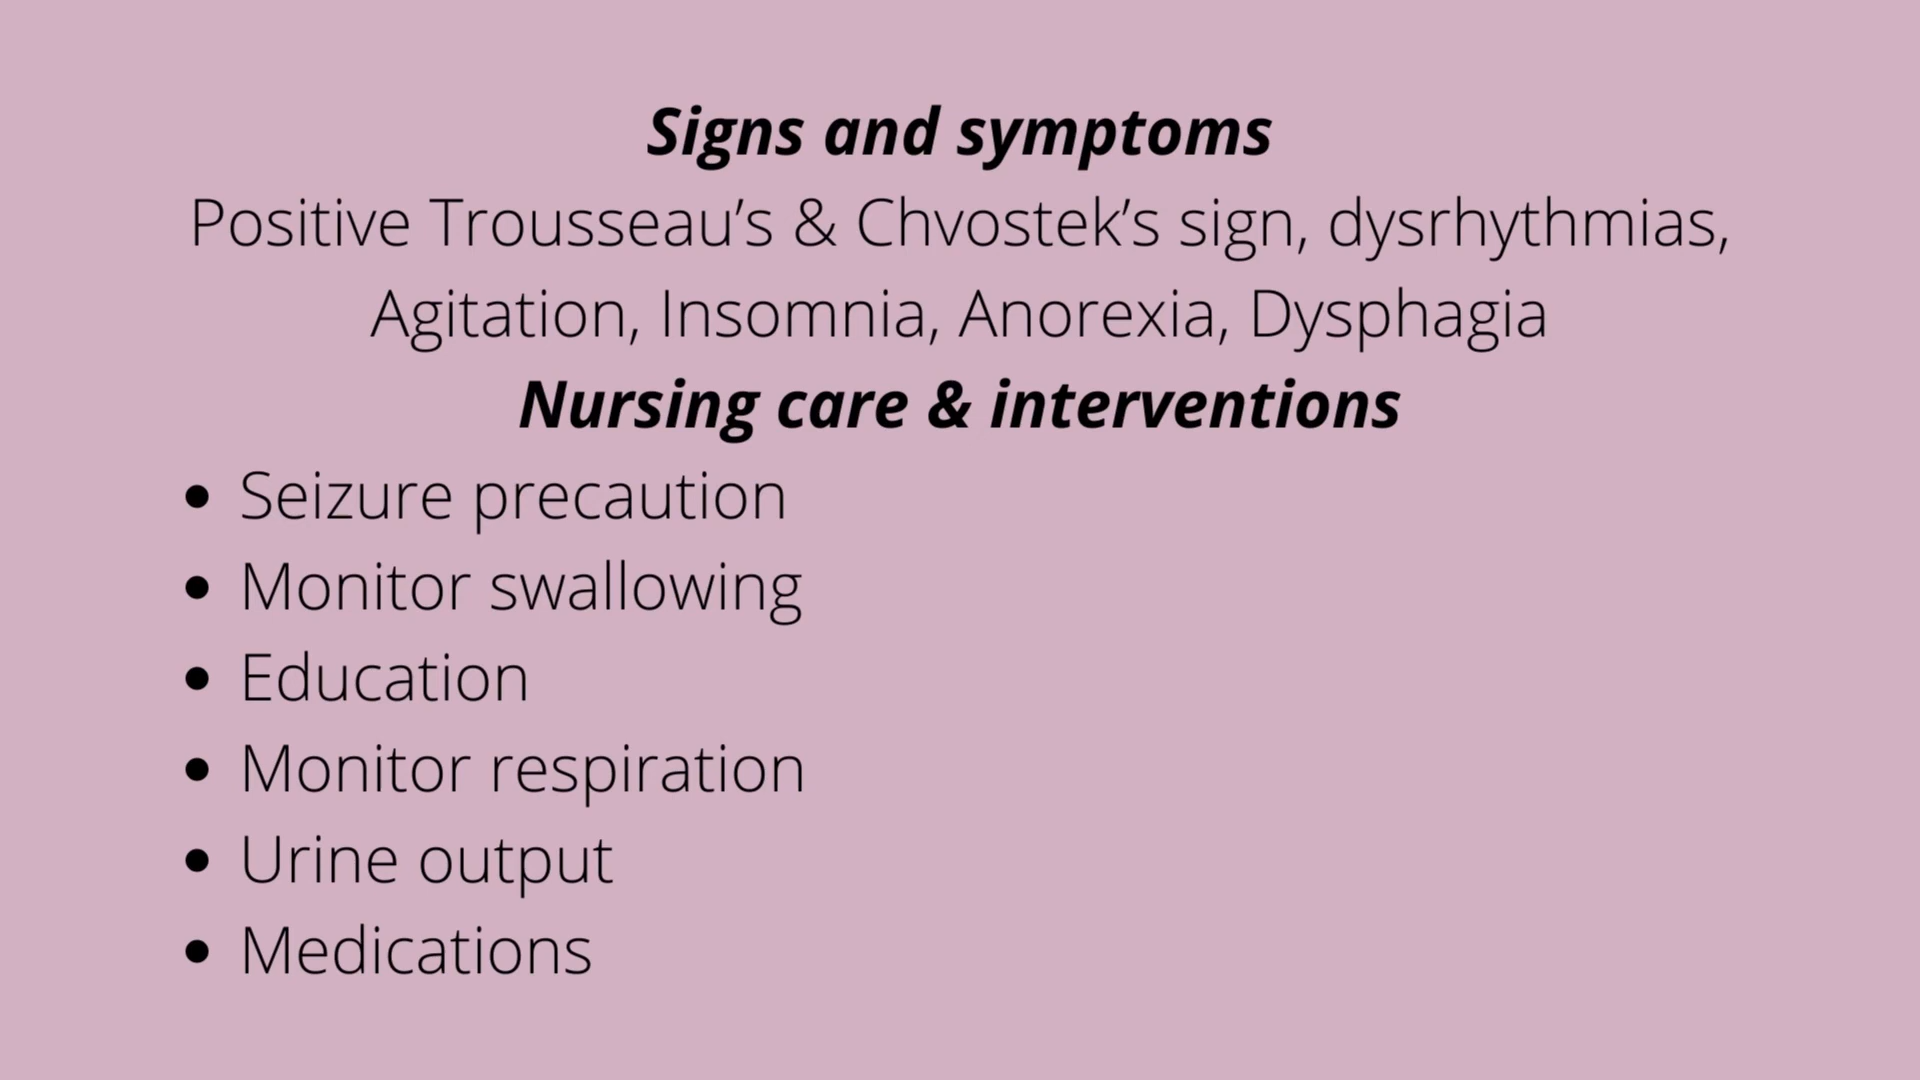 Signs and symptoms
Positive Trousseau’s & Chvostek’s sign, dysrhythmias,
Agitation, Insomnia, Anorexia, Dysphagia
Nursing care & interventions
• Seizure precaution
• Monitor swallowing
• Education
• Monitor respiration
• Urine output
• Medications